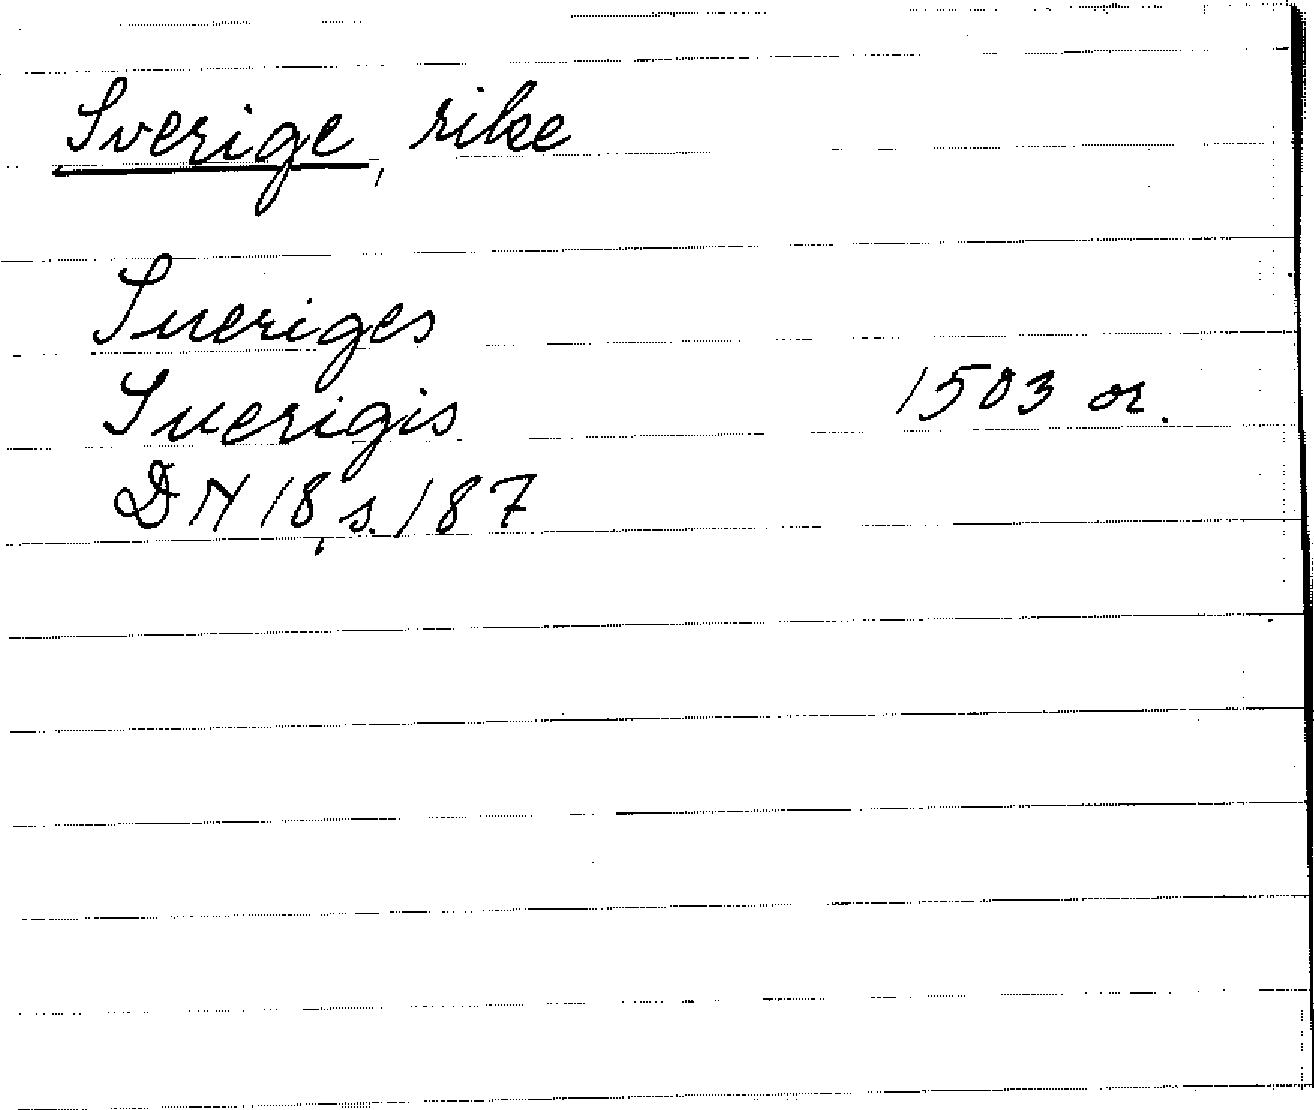 Sverige, rike
Sueriges
Suerigis 1503 or.
DN 18, s. 187